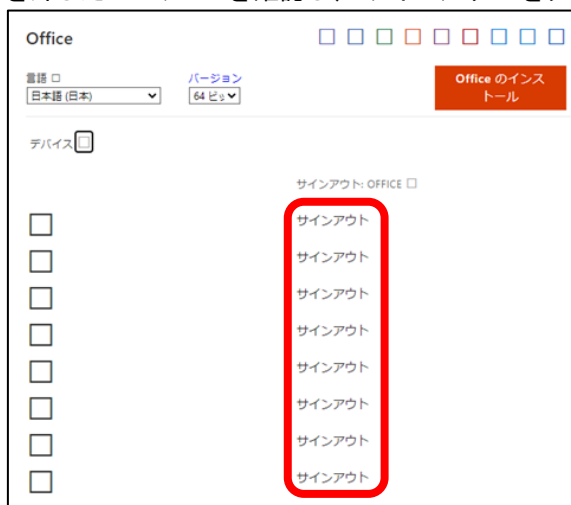 Office
言語
バージョン
日本語 (日本)
64 ビッ
Office のインス
トール
デバイス
サインアウト: OFFICE
サインアウト
サインアウト
サインアウト
サインアウト
サインアウト
サインアウト
サインアウト
サインアウト